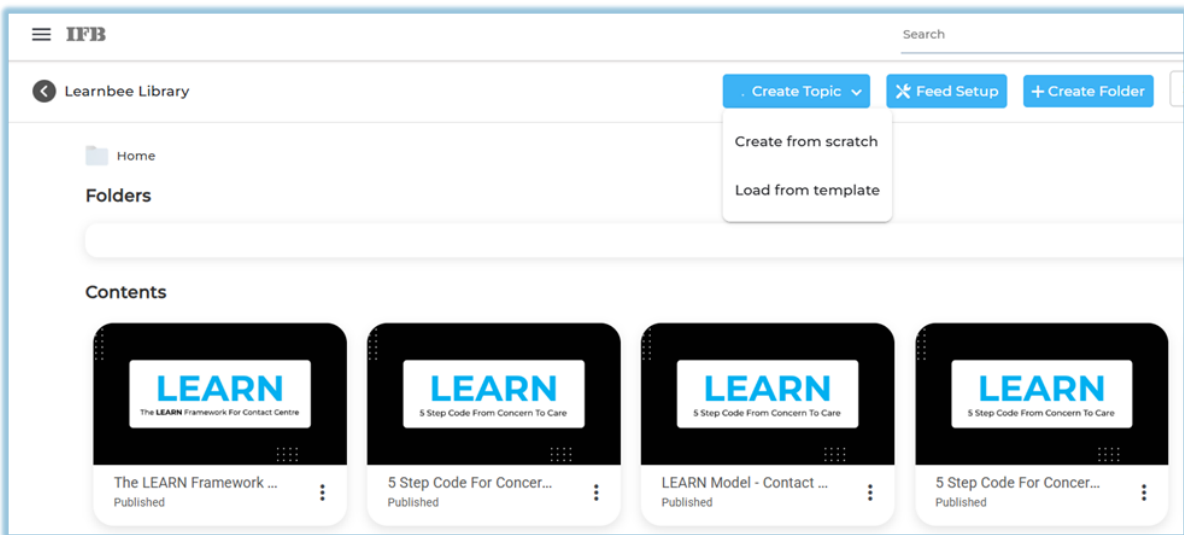 IFB
Search
Learnbee Library
Create Topic
Feed Setup
+ Create Folder
Create from scratch
Load from template
Home
Folders
Contents
LEARN
The LEARN Framework For Contact Centre
LEARN
5 Step Code From Concern To Care
LEARN
5 Step Code From Concern To Care
LEARN
5 Step Code From Concern To Care
The LEARN Framework ...
Published
5 Step Code For Concer...
Published
LEARN Model - Contact ...
Published
5 Step Code For Concer...
Published